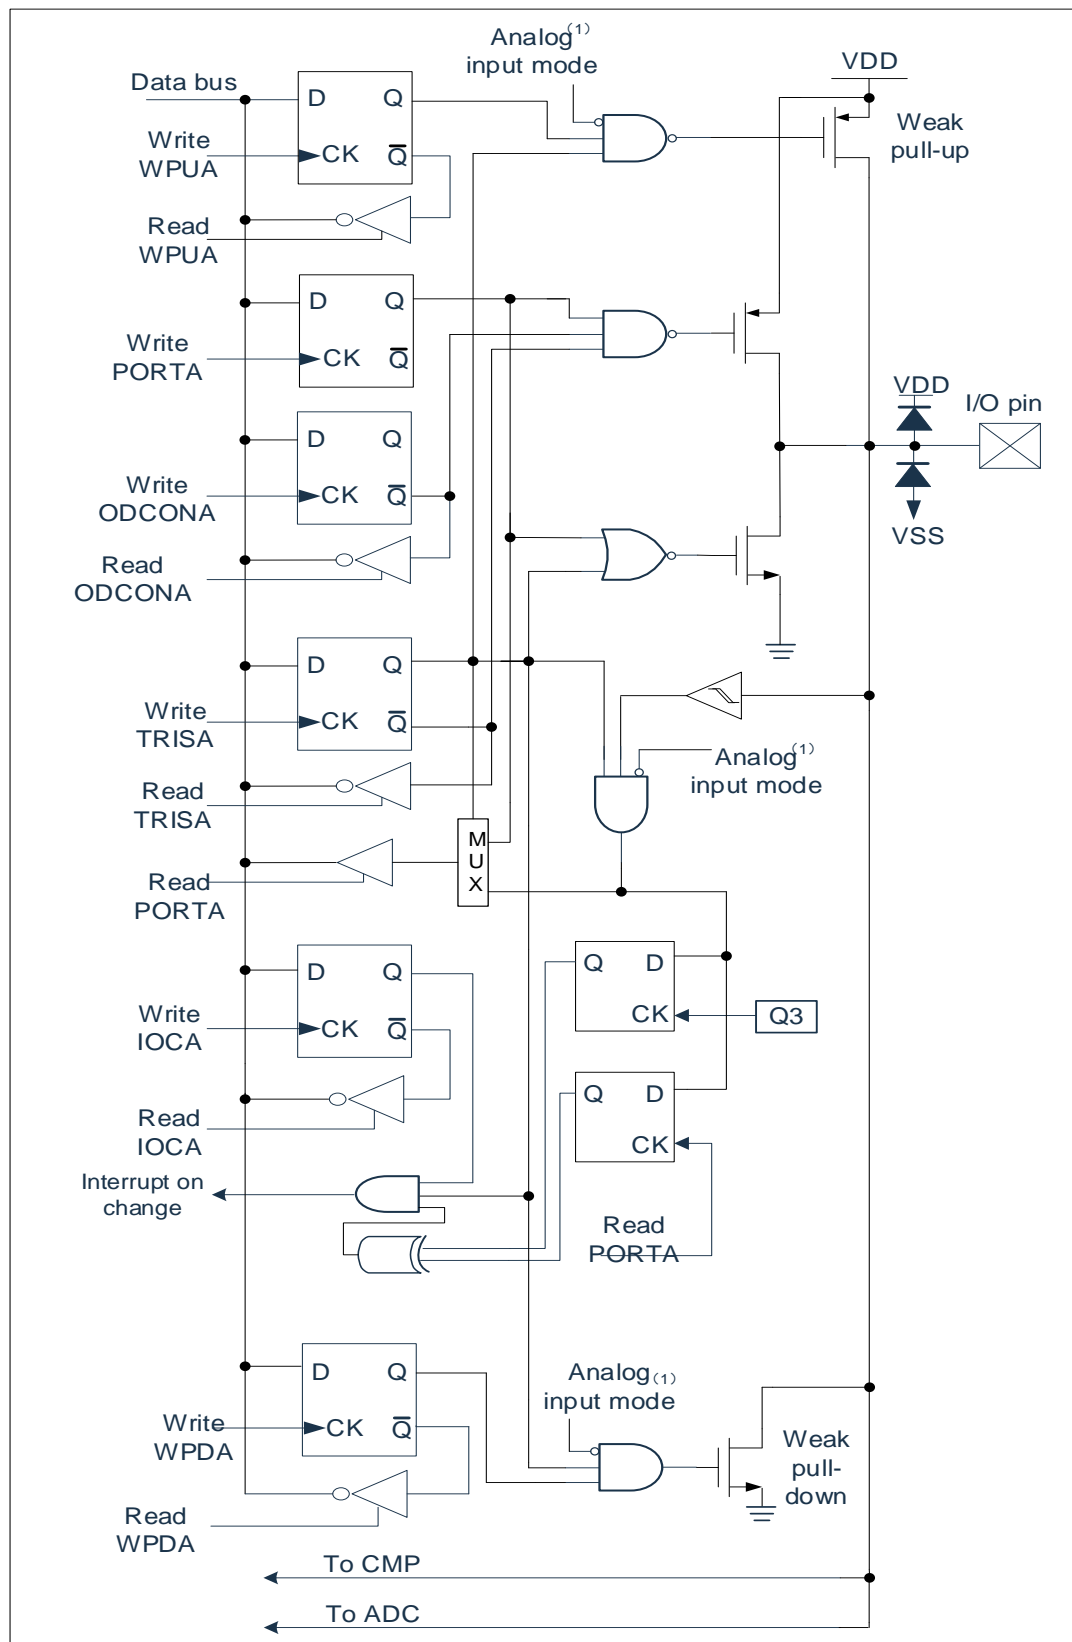 Analog(1)
input mode
VDD
Data bus
D Q
Weak
pull-up
Write
WPUA
CK Q̅
Read
WPUA
D Q
Write
PORTA
CK Q̅
VDD
I/O pin
D Q
Write
ODCONA
CK Q̅
VSS
Read
ODCONA
D Q
Write
TRISA
CK Q̅
Analog(1)
input mode
Read
TRISA
M
U
X
Read
PORTA
D Q
Q D
Write
IOCA
CK Q̅
CK
Q3
Q D
Read
IOCA
CK
Interrupt on
change
Read
PORTA
D Q
Analog(1)
input mode
Write
WPDA
CK Q̅
Weak
pull-
down
Read
WPDA
To CMP
To ADC